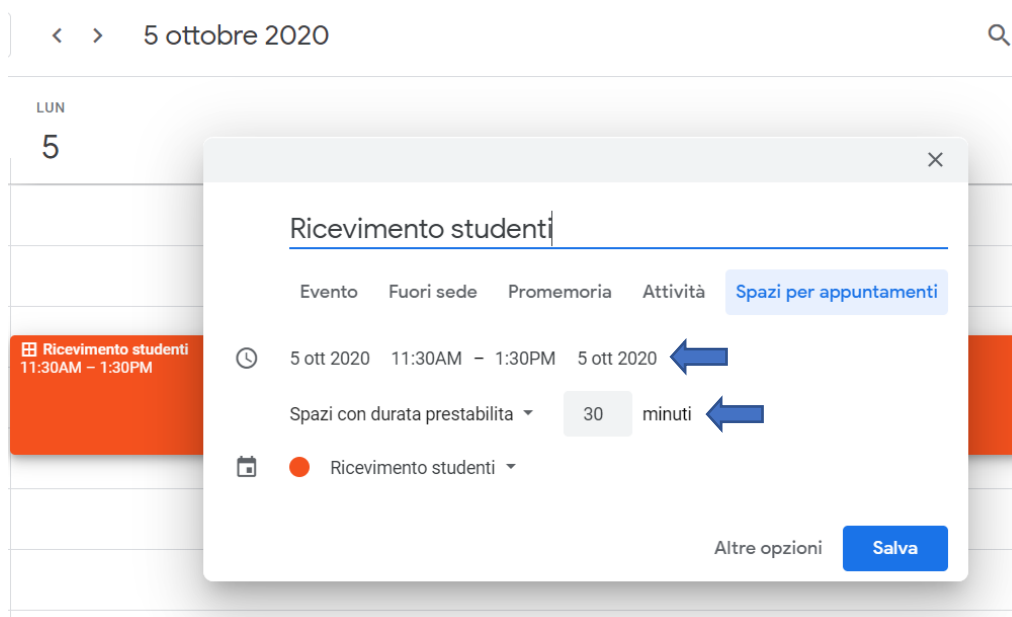 5 ottobre 2020
LUN
5
Ricevimento studenti
Evento Fuori sede Promemoria Attività Spazi per appuntamenti
Ricevimento studenti
11:30AM – 1:30PM
5 ott 2020 11:30AM – 1:30PM 5 ott 2020
Spazi con durata prestabilita 30 minuti
Ricevimento studenti
Altre opzioni Salva